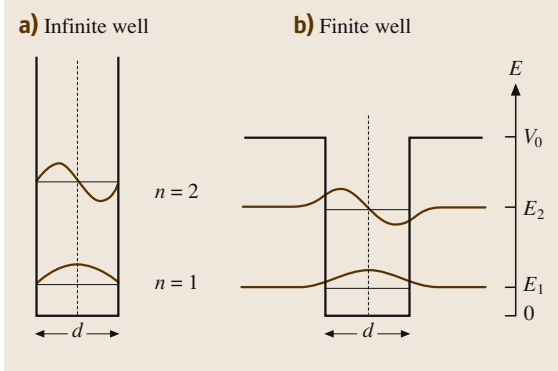 a) Infinite well
b) Finite well
E
V0
n = 2
E2
n = 1
E1
0
d
d